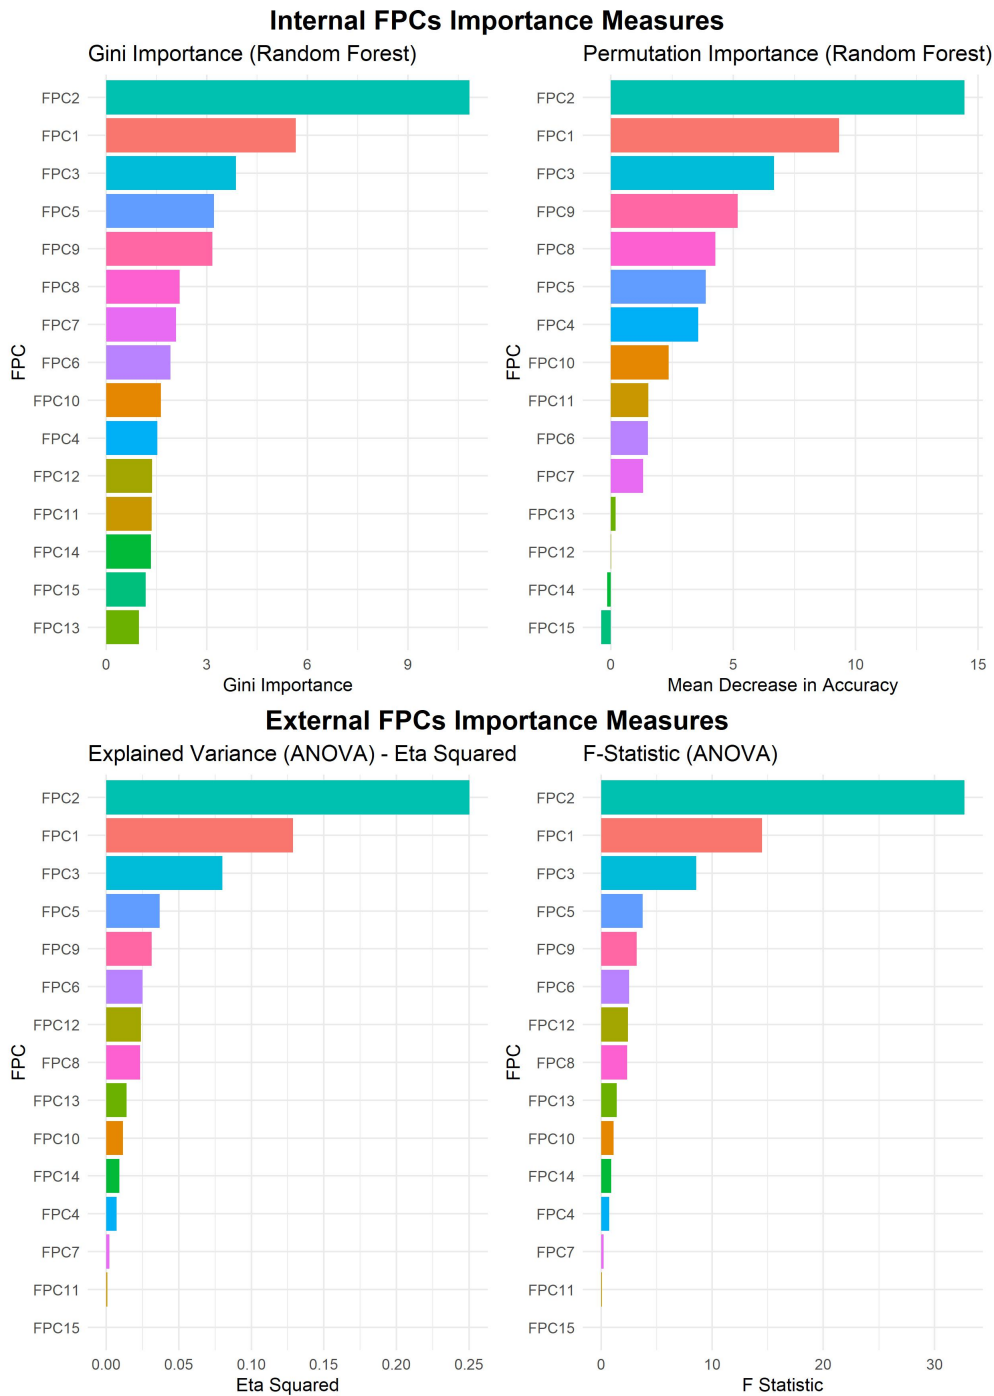 Internal FPCs Importance Measures
Gini Importance (Random Forest)
FPC
FPC2
FPC1
FPC3
FPC5
FPC9
FPC8
FPC7
FPC6
FPC10
FPC4
FPC12
FPC11
FPC14
FPC15
FPC13
0 3 6 9
Gini Importance
Permutation Importance (Random Forest)
FPC
FPC2
FPC1
FPC3
FPC9
FPC8
FPC5
FPC4
FPC10
FPC11
FPC6
FPC7
FPC13
FPC12
FPC14
FPC15
0 5 10 15
Mean Decrease in Accuracy
External FPCs Importance Measures
Explained Variance (ANOVA) - Eta Squared
FPC
FPC2
FPC1
FPC3
FPC5
FPC9
FPC6
FPC12
FPC8
FPC13
FPC10
FPC14
FPC4
FPC7
FPC11
FPC15
0.00 0.05 0.10 0.15 0.20 0.25
Eta Squared
F-Statistic (ANOVA)
FPC
FPC2
FPC1
FPC3
FPC5
FPC9
FPC6
FPC12
FPC8
FPC13
FPC10
FPC14
FPC4
FPC7
FPC11
FPC15
0 10 20 30
F Statistic